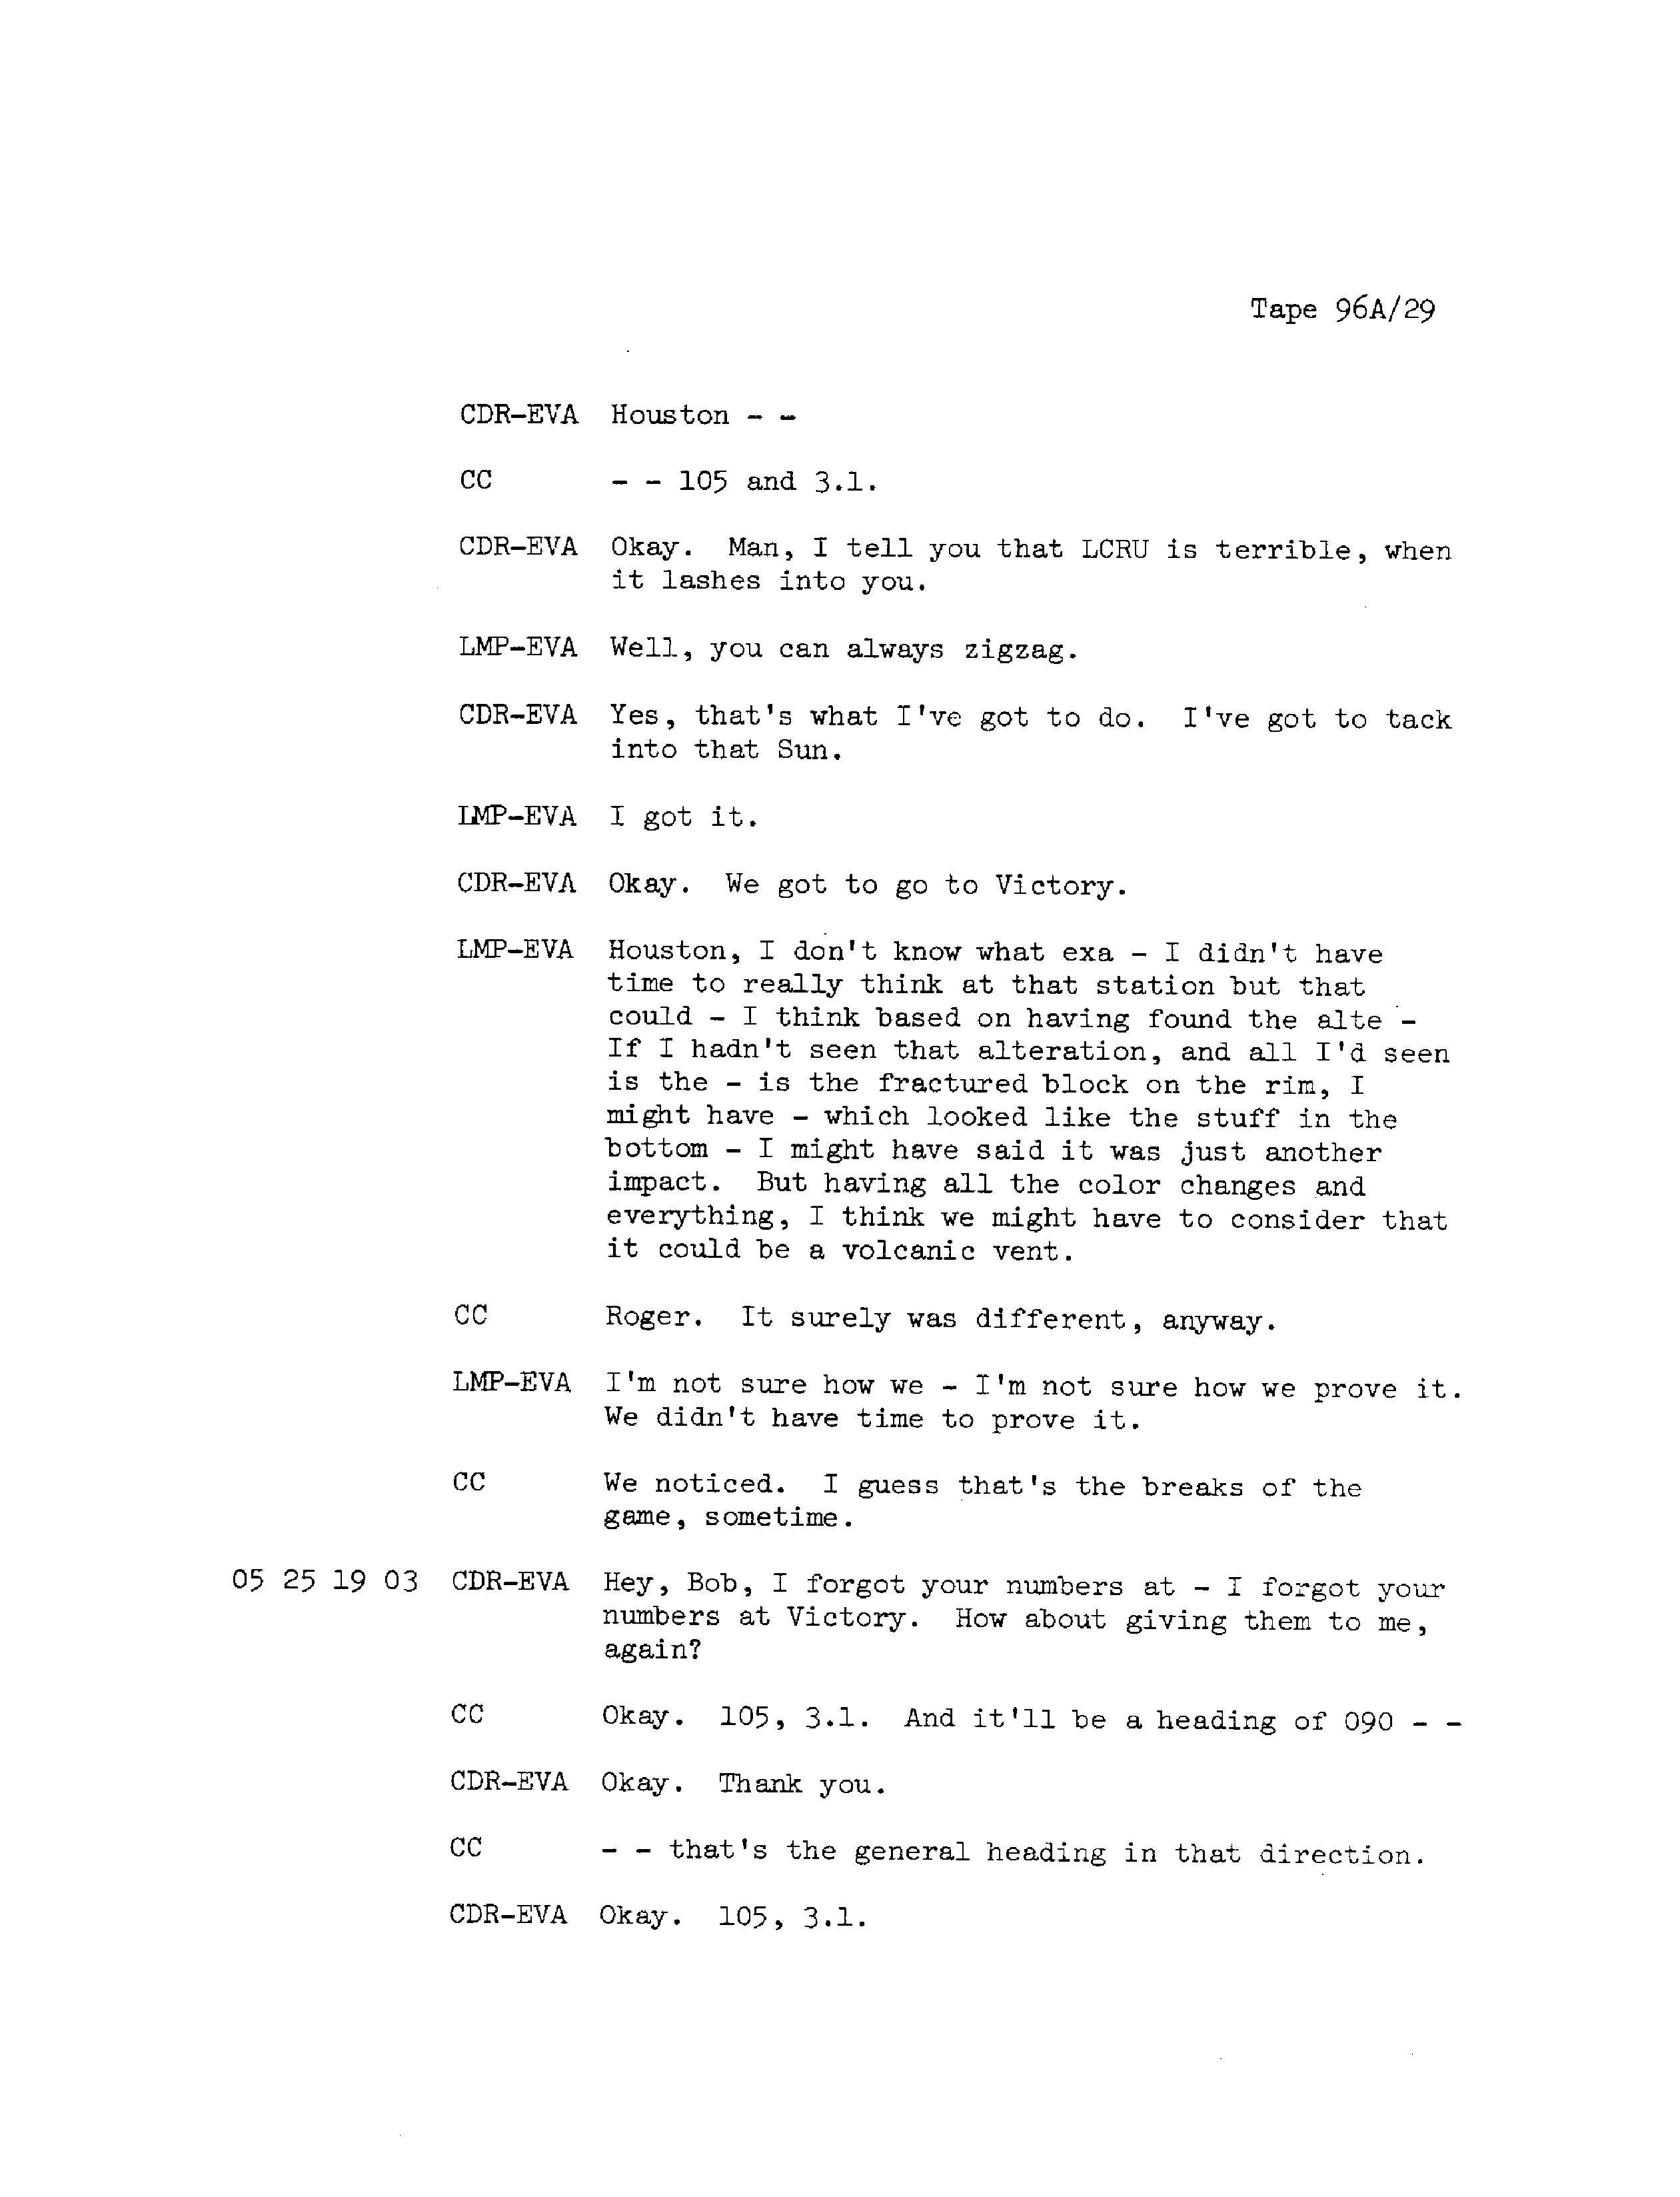 Tape 96A/29
CDR-EVA Houston - -
CC - - 105 and 3.1.
CDR-EVA Okay. Man, I tell you that LCRU is terrible, when
it lashes into you.
LMP-EVA Well, you can always zigzag.
CDR-EVA Yes, that's what I've got to do. I've got to tack
into that Sun.
LMP-EVA I got it.
CDR-EVA Okay. We got to go to Victory.
LMP-EVA Houston, I don't know what exa - I didn't have
time to really think at that station but that
could - I think based on having found the alte -
If I hadn't seen that alteration, and all I'd seen
is the - is the fractured block on the rim, I
might have - which looked like the stuff in the
bottom - I might have said it was just another
impact. But having all the color changes and
everything, I think we might have to consider that
it could be a volcanic vent.
CC Roger. It surely was different, anyway.
LMP-EVA I'm not sure how we - I'm not sure how we prove it.
We didn't have time to prove it.
CC We noticed. I guess that's the breaks of the
game, sometime.
05 25 19 03 CDR-EVA Hey, Bob, I forgot your numbers at - I forgot your
numbers at Victory. How about giving them to me,
again?
CC Okay. 105, 3.1. And it'll be a heading of 090 - -
CDR-EVA Okay. Thank you.
CC - - that's the general heading in that direction.
CDR-EVA Okay. 105, 3.1.